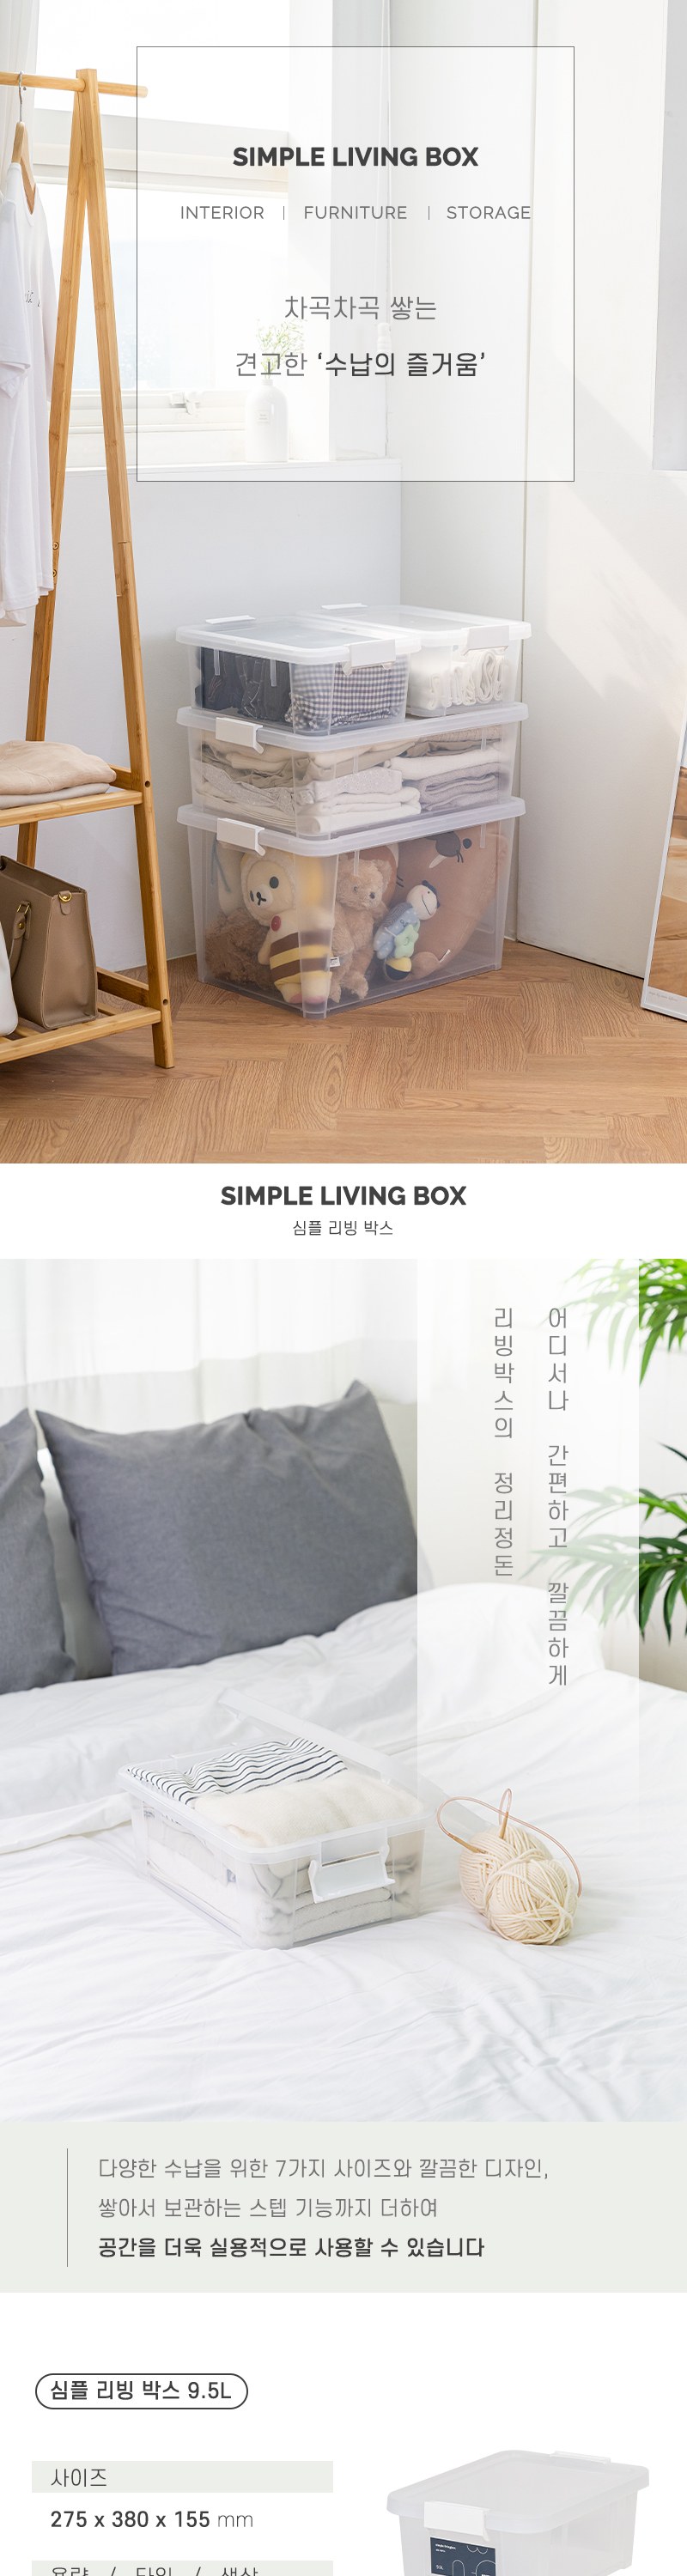 SIMPLE LIVING BOX
INTERIOR | FURNITURE | STORAGE
차곡차곡 쌓는
견고한 ‘수납의 즐거움’
SIMPLE LIVING BOX
심플 리빙 박스
어디서나 간편하고 깔끔하게
리빙박스의 정리정돈
다양한 수납을 위한 7가지 사이즈와 깔끔한 디자인,
쌓아서 보관하는 스텝 기능까지 더하여
공간을 더욱 실용적으로 사용할 수 있습니다
심플 리빙 박스 9.5L
사이즈
275 x 380 x 155 mm
용량 / 타입 / 색상